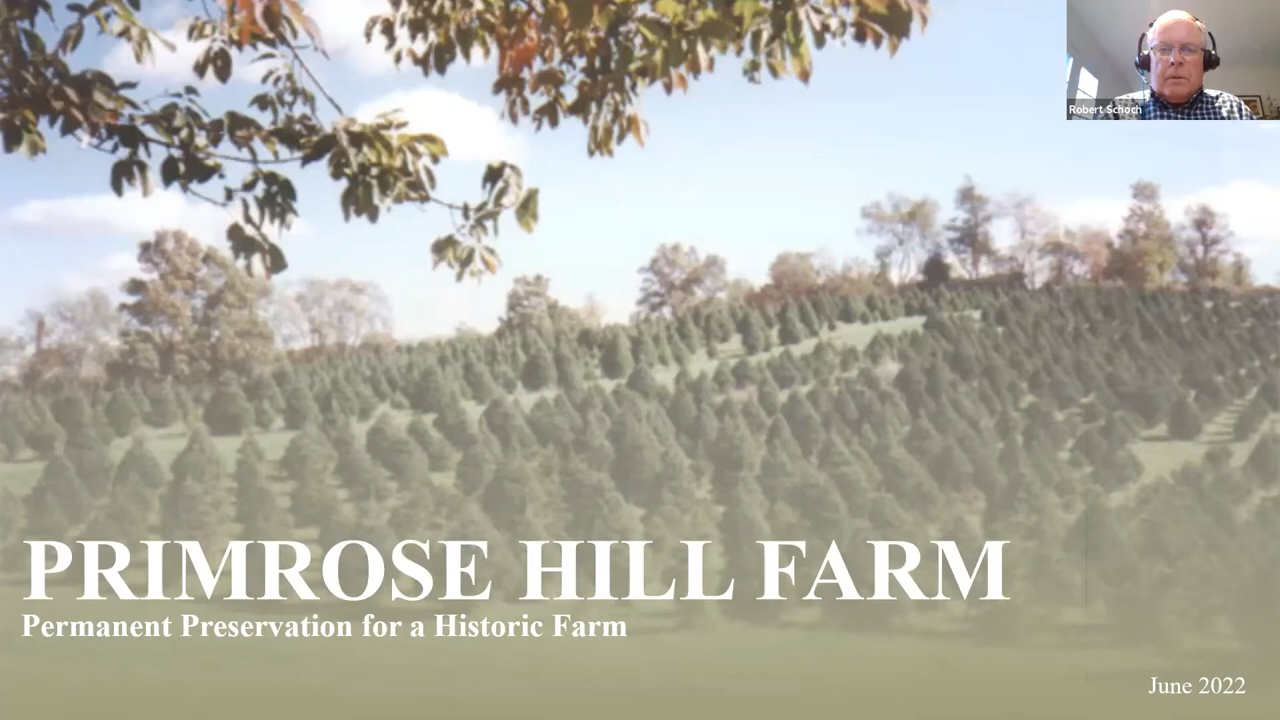 Robert Schoch
PRIMROSE HILL FARM
Permanent Preservation for a Historic Farm
June 2022